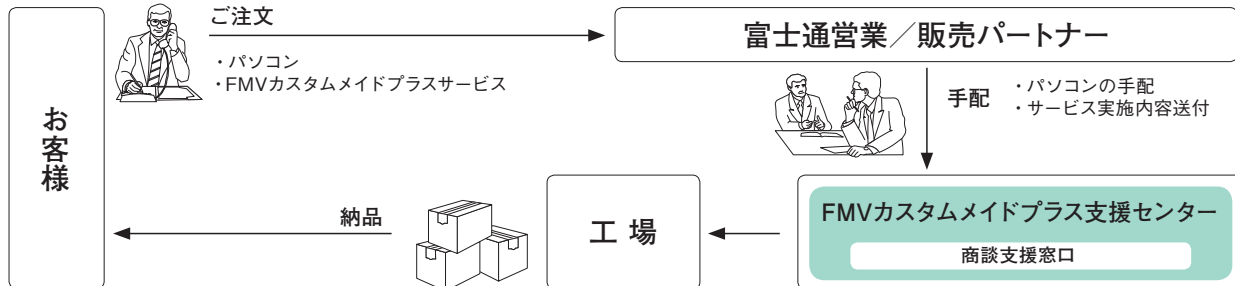 お客様
ご注文
・パソコン
・FMVカスタムメイドプラスサービス
富士通営業／販売パートナー
手配
・パソコンの手配
・サービス実施内容送付
FMVカスタムメイドプラス支援センター
商談支援窓口
工場
納品